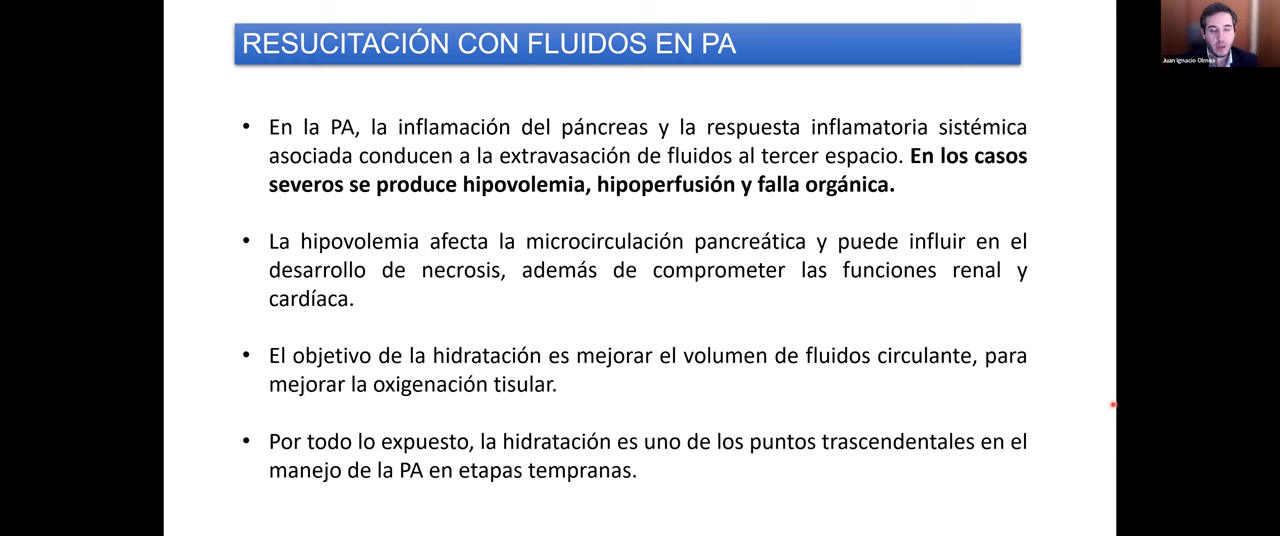 RESUCITACIÓN CON FLUIDOS EN PA
Juan Ignacio Olmos
• En la PA, la inflamación del páncreas y la respuesta inflamatoria sistémica
asociada conducen a la extravasación de fluidos al tercer espacio. En los casos
severos se produce hipovolemia, hipoperfusión y falla orgánica.
• La hipovolemia afecta la microcirculación pancreática y puede influir en el
desarrollo de necrosis, además de comprometer las funciones renal y
cardíaca.
• El objetivo de la hidratación es mejorar el volumen de fluidos circulante, para
mejorar la oxigenación tisular.
• Por todo lo expuesto, la hidratación es uno de los puntos trascendentales en el
manejo de la PA en etapas tempranas.